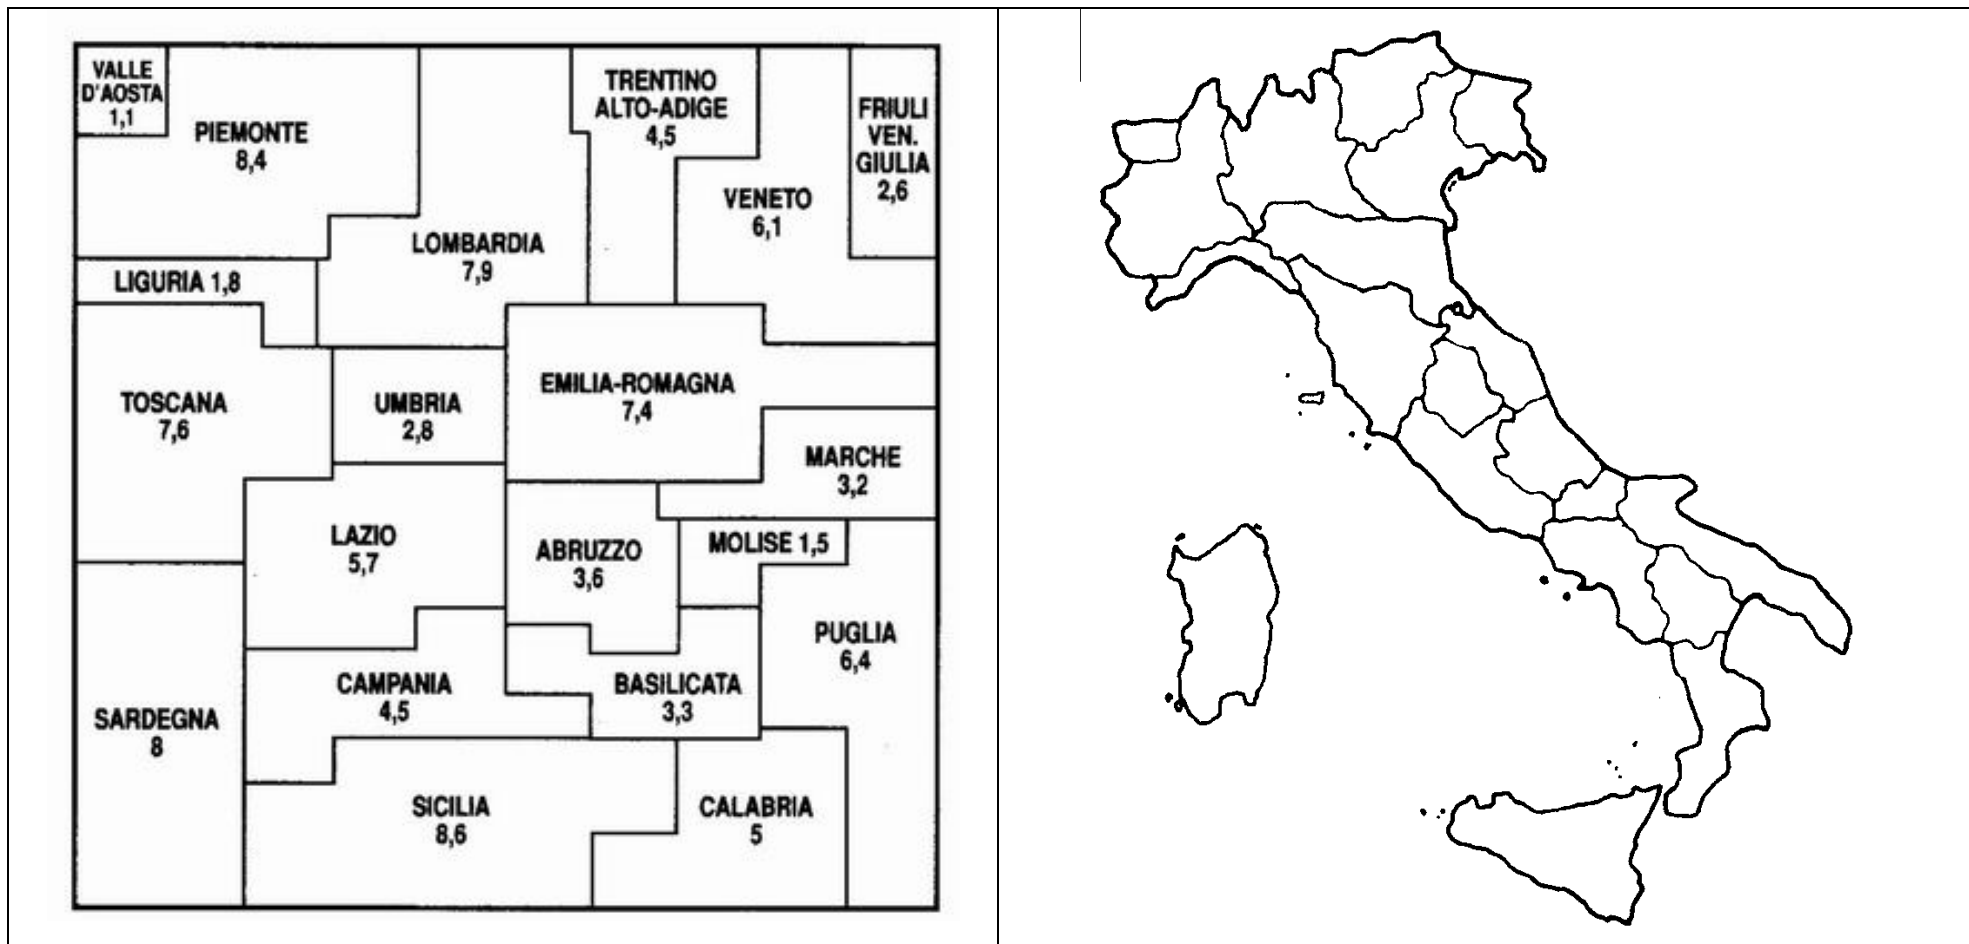 VALLE
D'AOSTA
1,1
PIEMONTE
8,4
TRENTINO
ALTO-ADIGE
4,5
FRIULI
VEN.
GIULIA
2,6
VENETO
6,1
LOMBARDIA
7,9
LIGURIA 1,8
TOSCANA
7,6
UMBRIA
2,8
EMILIA-ROMAGNA
7,4
MARCHE
3,2
LAZIO
5,7
ABRUZZO
3,6
MOLISE 1,5
PUGLIA
6,4
CAMPANIA
4,5
BASILICATA
3,3
SARDEGNA
8
SICILIA
8,6
CALABRIA
5